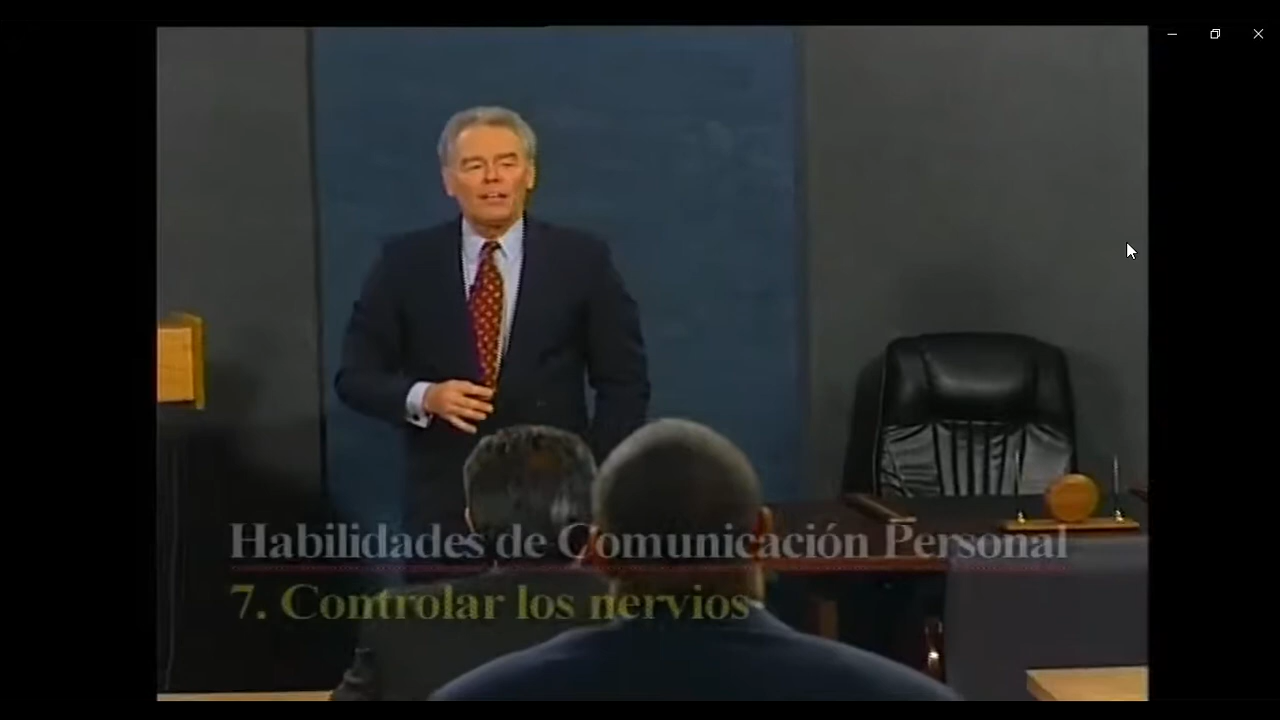 Habilidades de Comunicación Personal
7. Controlar los nervios